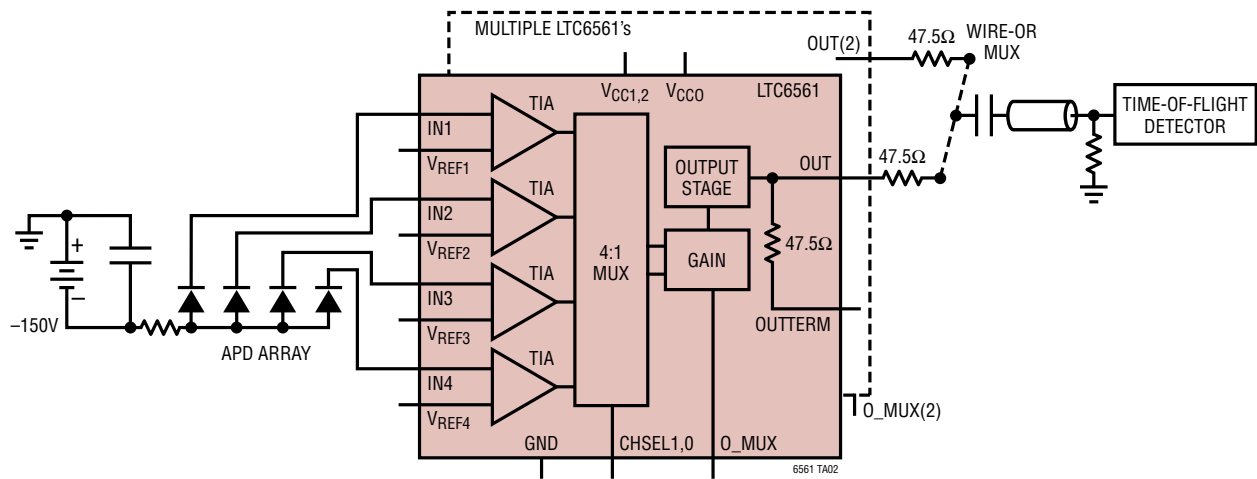 MULTIPLE LTC6561's
OUT(2)
47.5Ω
WIRE-OR
MUX
VCC1,2
VCCO
LTC6561
TIA
IN1
VREF1
TIME-OF-FLIGHT
DETECTOR
OUTPUT
STAGE
OUT
47.5Ω
TIA
IN2
VREF2
4:1
MUX
GAIN
47.5Ω
+
−
TIA
IN3
VREF3
–150V
APD ARRAY
OUTTERM
TIA
IN4
VREF4
O_MUX(2)
GND
CHSEL1,0
O_MUX
6561 TA02